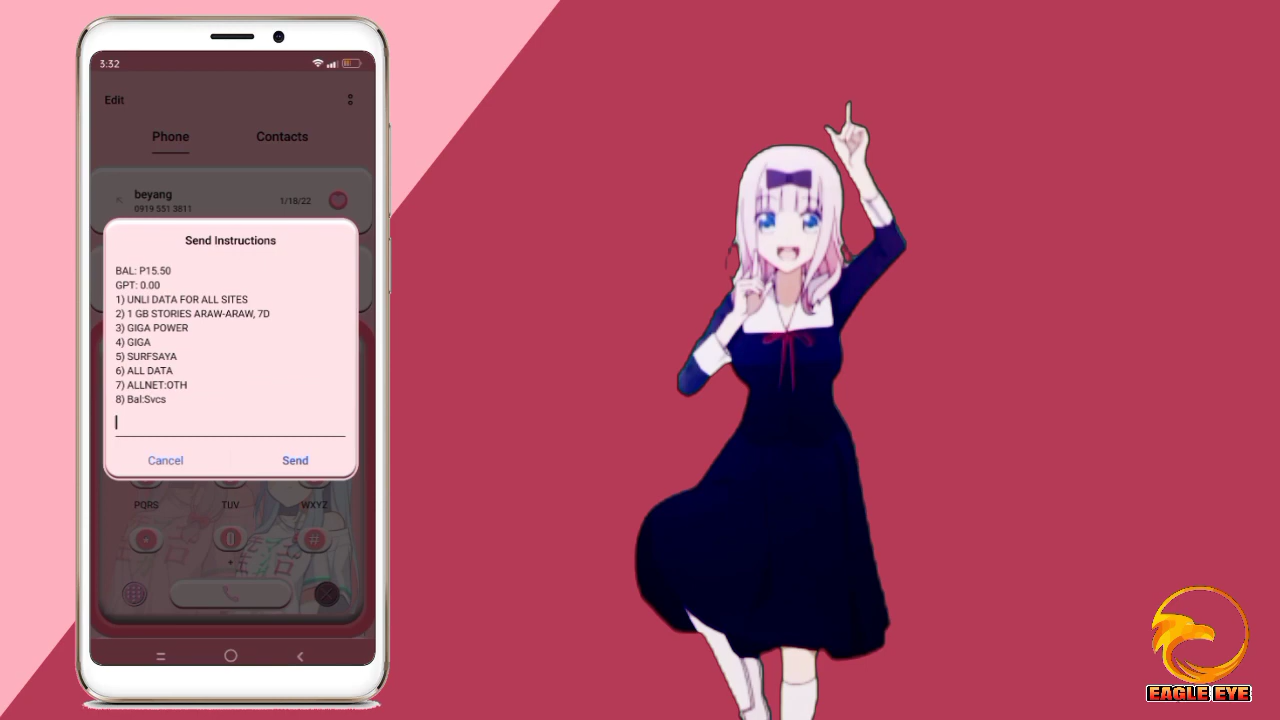 3:32
Edit
Phone
Contacts
beyang
0919 551 3811
1/18/22
Send Instructions
BAL: P15.50
GPT: 0.00
1) UNLI DATA FOR ALL SITES
2) 1 GB STORIES ARAW-ARAW, 7D
3) GIGA POWER
4) GIGA
5) SURFSAYA
6) ALL DATA
7) ALLNET:OTH
8) Bal:Svcs
Cancel
Send
PQRS
TUV
WXYZ
#
EAGLE EYE